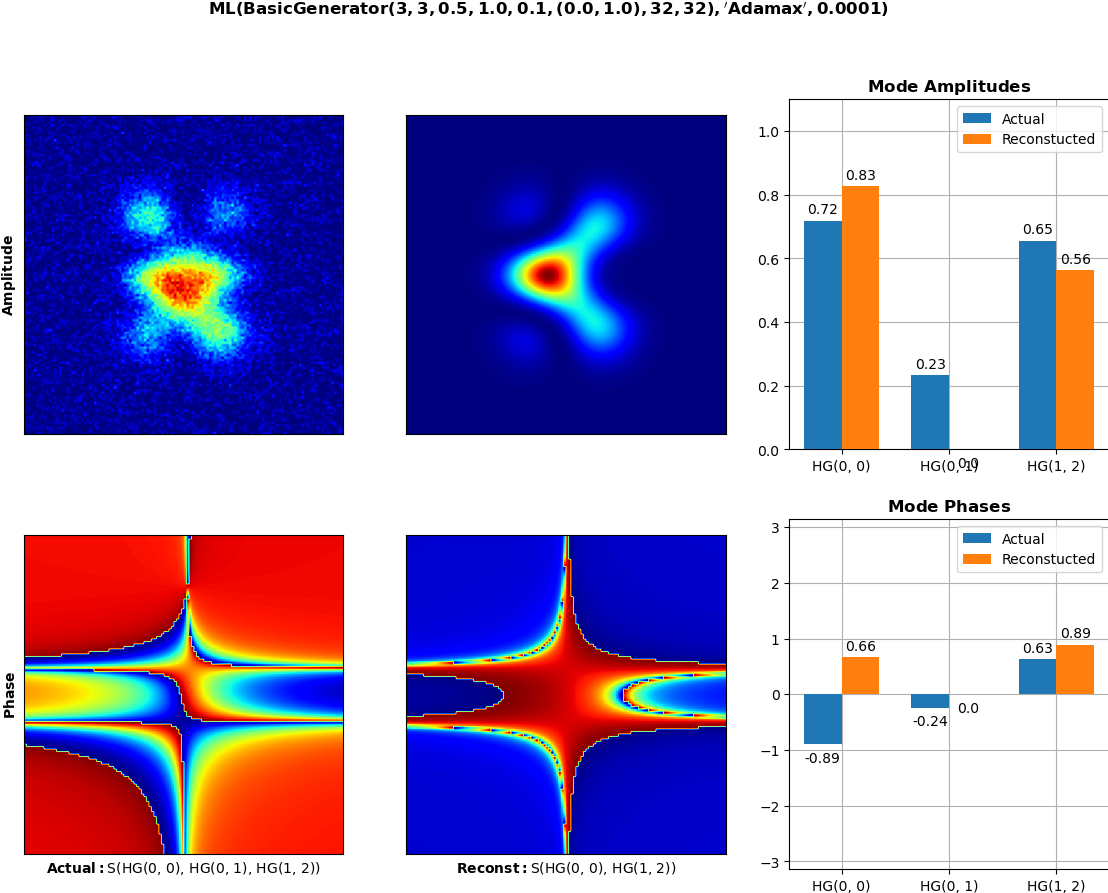 ML(BasicGenerator(3, 3, 0.5, 1.0, 0.1, (0.0, 1.0), 32, 32), ′Adamax′, 0.0001)
Amplitude
Mode Amplitudes
Actual
Reconstucted
1.0
0.8
0.6
0.4
0.2
0.0
0.72
0.83
0.23
0.0
0.65
0.56
HG(0, 0)
HG(0, 1)
HG(1, 2)
Phase
Actual: S(HG(0, 0), HG(0, 1), HG(1, 2))
Reconst: S(HG(0, 0), HG(1, 2))
Mode Phases
Actual
Reconstucted
3
2
1
0
−1
−2
−3
-0.89
0.66
-0.24
0.0
0.63
0.89
HG(0, 0)
HG(0, 1)
HG(1, 2)